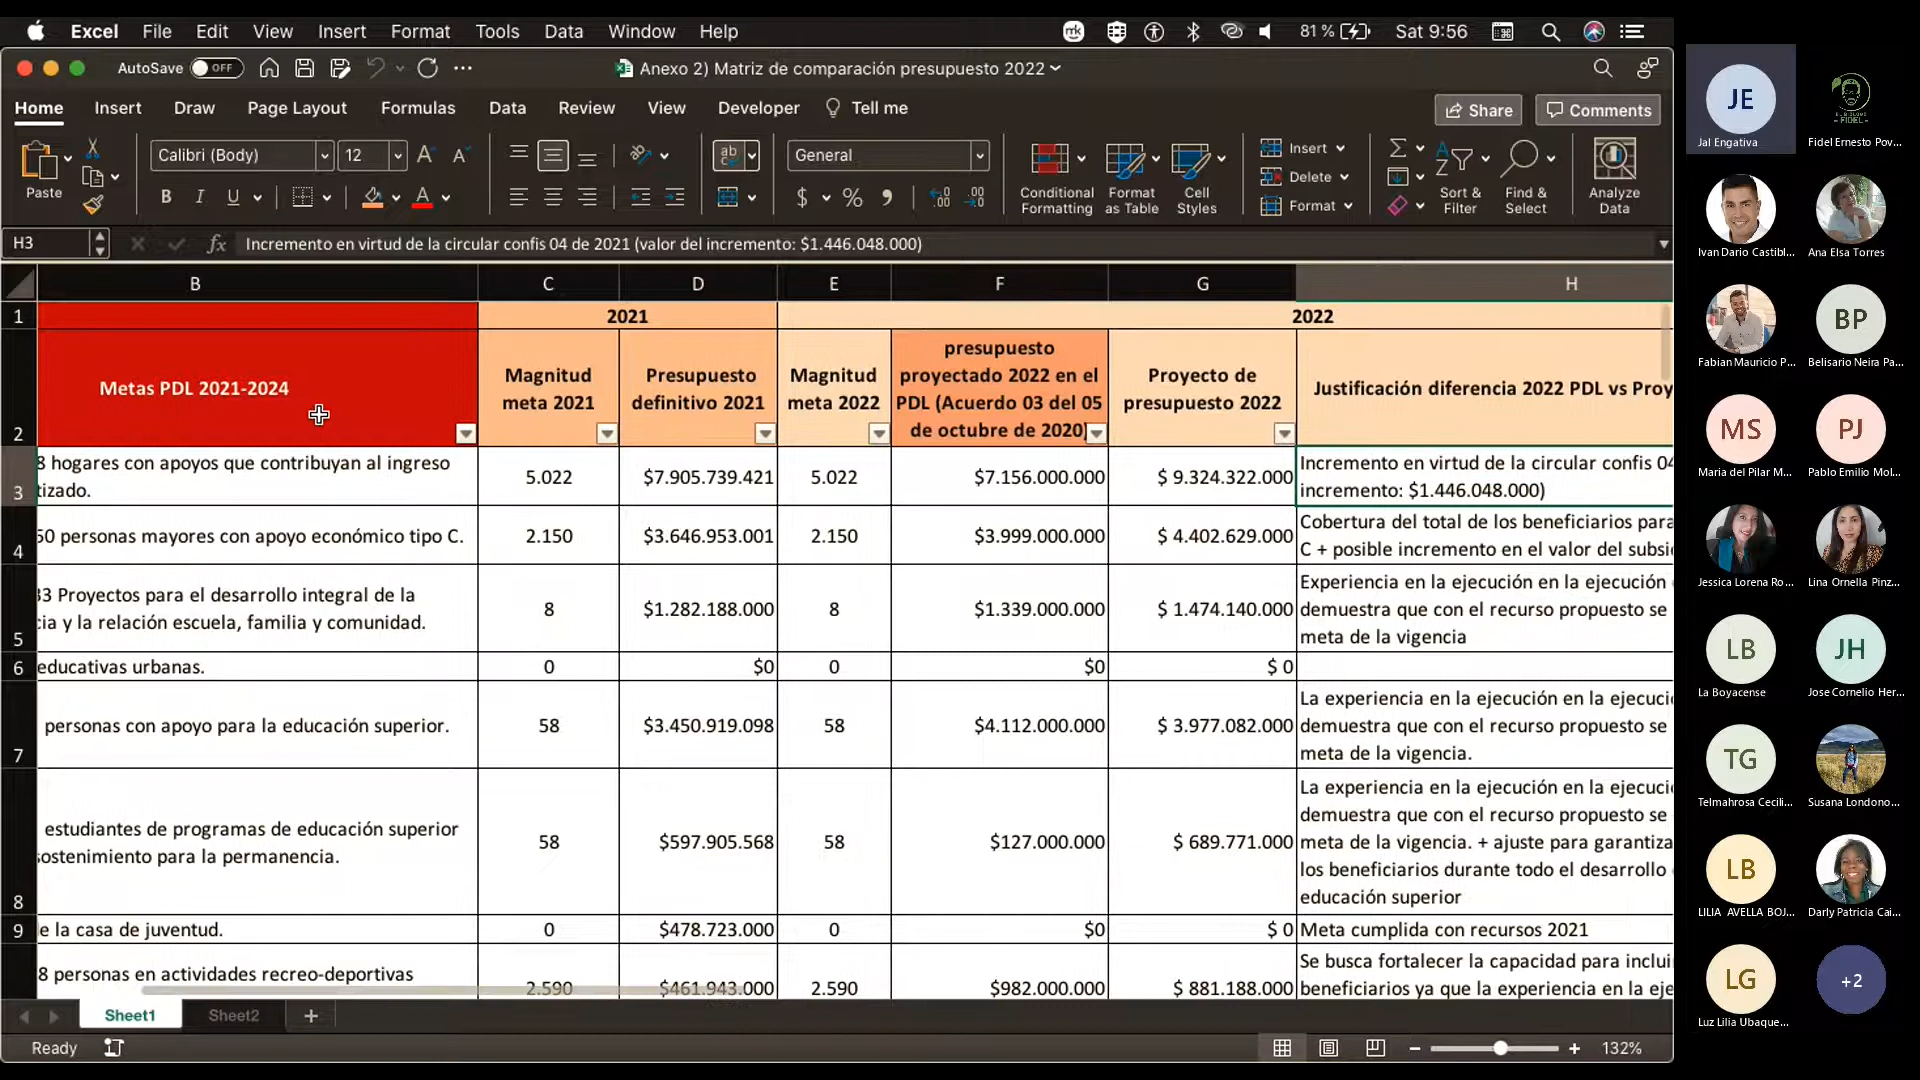 Excel File Edit View Insert Format Tools Data Window Help 81 % Sat 9:56
AutoSave OFF Anexo 2) Matriz de comparación presupuesto 2022
Home Insert Draw Page Layout Formulas Data Review View Developer Tell me Share Comments
Paste Calibri (Body) 12 General
B I U
Conditional Formatting
Format as Table
Cell Styles
Insert
Delete
Format
Sort & Filter
Find & Select
Analyze Data
H3 fx Incremento en virtud de la circular confis 04 de 2021 (valor del incremento: $1.446.048.000)
B C D E F G H
1 2021 2022
2 Metas PDL 2021-2024
Magnitud meta 2021
Presupuesto definitivo 2021
Magnitud meta 2022
presupuesto
proyectado 2022 en el
PDL (Acuerdo 03 del 05
de octubre de 2020)
Proyecto de
presupuesto 2022
Justificación diferencia 2022 PDL vs Proy
3 8 hogares con apoyos que contribuyan al ingreso
tizado.
5.022 $7.905.739.421 5.022 $7.156.000.000 $ 9.324.322.000
Incremento en virtud de la circular confis 04
incremento: $1.446.048.000)
4 50 personas mayores con apoyo económico tipo C.
2.150 $3.646.953.001 2.150 $3.999.000.000 $ 4.402.629.000
Cobertura del total de los beneficiarios para
C + posible incremento en el valor del subsi
5 33 Proyectos para el desarrollo integral de la
cia y la relación escuela, familia y comunidad.
8 $1.282.188.000 8 $1.339.000.000 $ 1.474.140.000
Experiencia en la ejecución en la ejecución
demuestra que con el recurso propuesto se
meta de la vigencia
6 educativas urbanas. 0 $0 0 $0 $ 0
7 personas con apoyo para la educación superior.
58 $3.450.919.098 58 $4.112.000.000 $ 3.977.082.000
La experiencia en la ejecución en la ejecuci
demuestra que con el recurso propuesto se
meta de la vigencia.
8 estudiantes de programas de educación superior
sostenimiento para la permanencia.
58 $597.905.568 58 $127.000.000 $ 689.771.000
La experiencia en la ejecución en la ejecuci
demuestra que con el recurso propuesto se
meta de la vigencia. + ajuste para garantiza
los beneficiarios durante todo el desarrollo
educación superior
9 e la casa de juventud. 0 $478.723.000 0 $0 $ 0 Meta cumplida con recursos 2021
8 personas en actividades recreo-deportivas
2.590 $461.943.000 2.590 $982.000.000 $ 881.188.000
Se busca fortalecer la capacidad para inclui
beneficiarios ya que la experiencia en la eje
Sheet1 Sheet2 +
Ready 132%
JE
Jal Engativa
FIDEL
Fidel Ernesto Pov...
Ivan Dario Castibl...
Ana Elsa Torres
Fabian Mauricio P...
BP
Belisario Neira Pa...
MS
Maria del Pilar M...
PJ
Pablo Emilio Mol...
Jessica Lorena Ro...
Lina Ornella Pinz...
LB
La Boyacense
JH
Jose Cornelio Her...
TG
Telmahrosa Cecili...
Susana Londono...
LB
LILIA AVELLA BOJ...
Darly Patricia Cai...
LG
Luz Lilia Ubaque...
+2